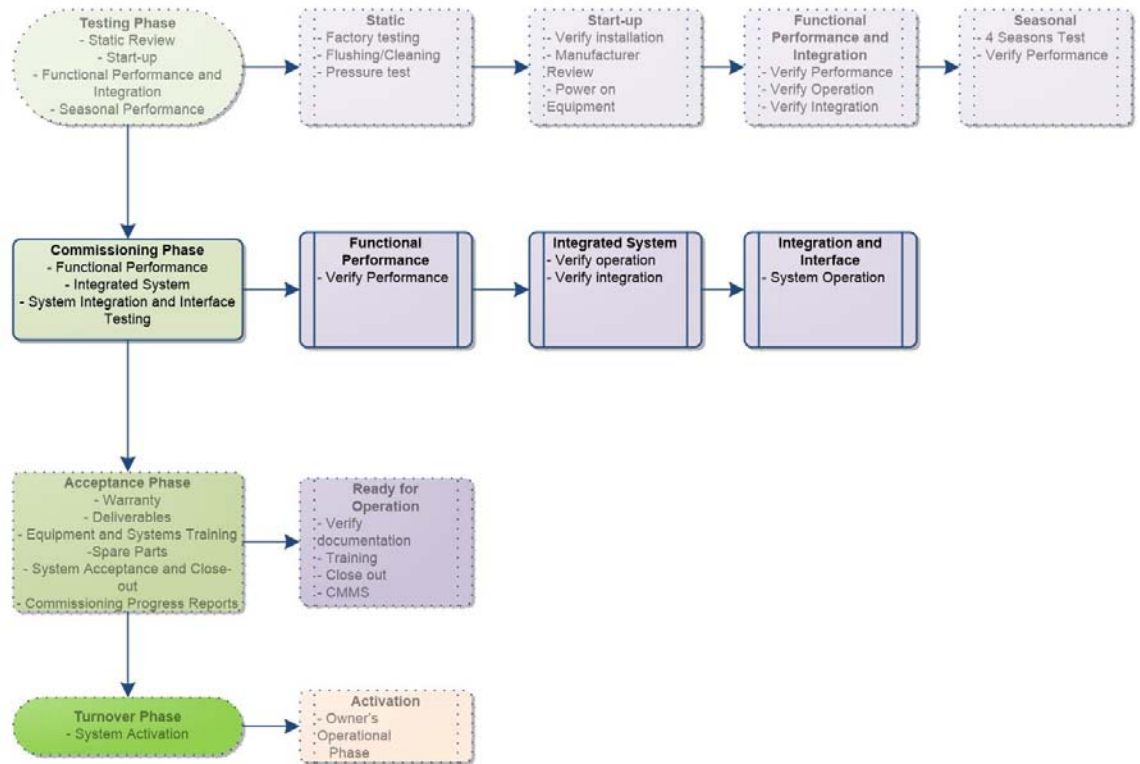 Testing Phase
- Static Review
- Start-up
- Functional Performance and
Integration
- Seasonal Performance
Static
- Factory testing
- Flushing/Cleaning
- Pressure test
Start-up
- Verify installation
- Manufacturer
Review
- Power on
Equipment
Functional
Performance and
Integration
- Verify Performance
- Verify Operation
- Verify Integration
Seasonal
- 4 Seasons Test
- Verify Performance
Commissioning Phase
- Functional Performance
- Integrated System
- System Integration and Interface
Testing
Functional
Performance
- Verify Performance
Integrated System
- Verify operation
- Verify integration
Integration and
Interface
- System Operation
Acceptance Phase
- Warranty
- Deliverables
- Equipment and Systems Training
-Spare Parts
- System Acceptance and Close-
out
- Commissioning Progress Reports
Ready for
Operation
- Verify
documentation
- Training
- Close out
- CMMS
Turnover Phase
- System Activation
Activation
- Owner's
Operational
Phase